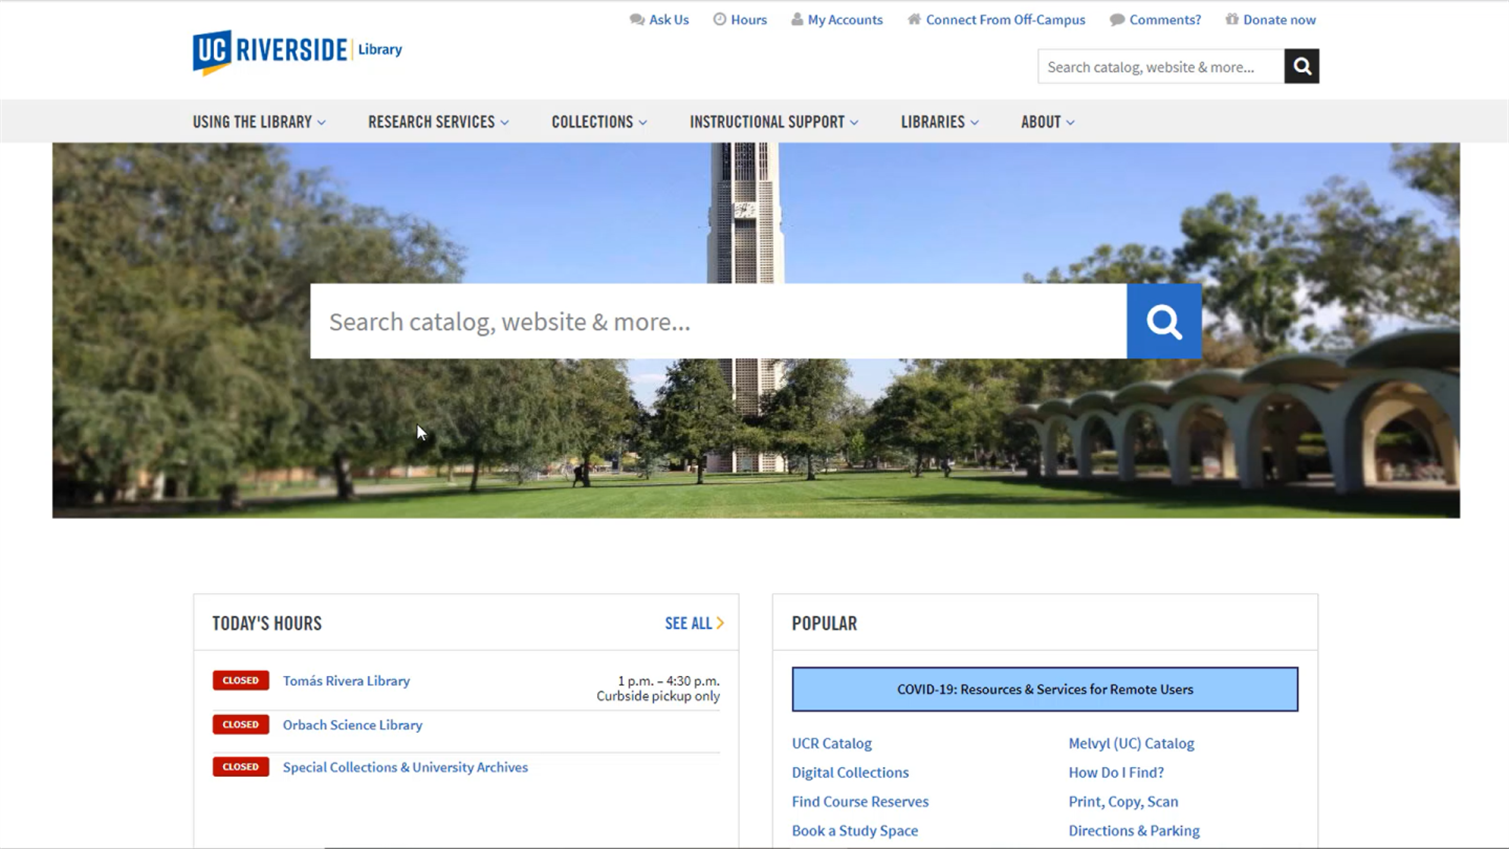 Ask Us
Hours
My Accounts
Connect From Off-Campus
Comments?
Donate now
UC RIVERSIDE Library
Search catalog, website & more...
USING THE LIBRARY
RESEARCH SERVICES
COLLECTIONS
INSTRUCTIONAL SUPPORT
LIBRARIES
ABOUT
Search catalog, website & more...
TODAY'S HOURS
SEE ALL
CLOSED Tomás Rivera Library 1 p.m. – 4:30 p.m.
Curbside pickup only
CLOSED Orbach Science Library
CLOSED Special Collections & University Archives
POPULAR
COVID-19: Resources & Services for Remote Users
UCR Catalog
Melvyl (UC) Catalog
Digital Collections
How Do I Find?
Find Course Reserves
Print, Copy, Scan
Book a Study Space
Directions & Parking